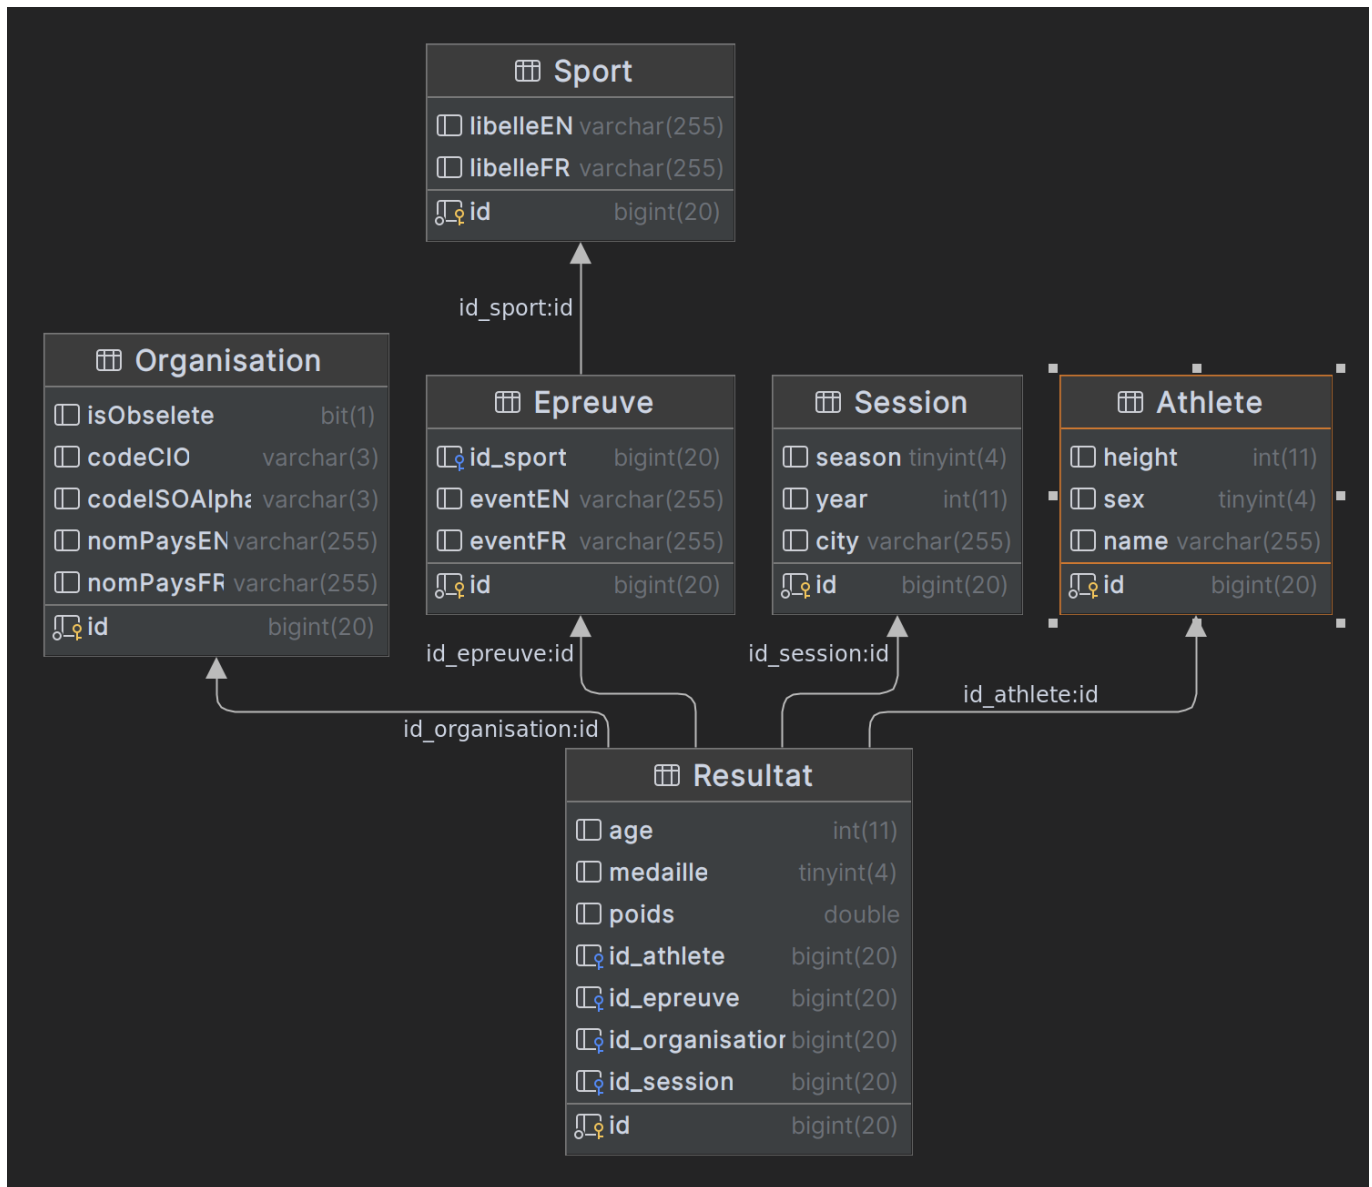 Sport
libelleEN varchar(255)
libelleFR varchar(255)
id bigint(20)
id_sport:id
Organisation
isObselete bit(1)
codeCIO varchar(3)
codeISOAlpha varchar(3)
nomPaysEN varchar(255)
nomPaysFR varchar(255)
id bigint(20)
Epreuve
id_sport bigint(20)
eventEN varchar(255)
eventFR varchar(255)
id bigint(20)
Session
season tinyint(4)
year int(11)
city varchar(255)
id bigint(20)
Athlete
height int(11)
sex tinyint(4)
name varchar(255)
id bigint(20)
id_epreuve:id
id_session:id
id_athlete:id
id_organisation:id
Resultat
age int(11)
medaille tinyint(4)
poids double
id_athlete bigint(20)
id_epreuve bigint(20)
id_organisation bigint(20)
id_session bigint(20)
id bigint(20)